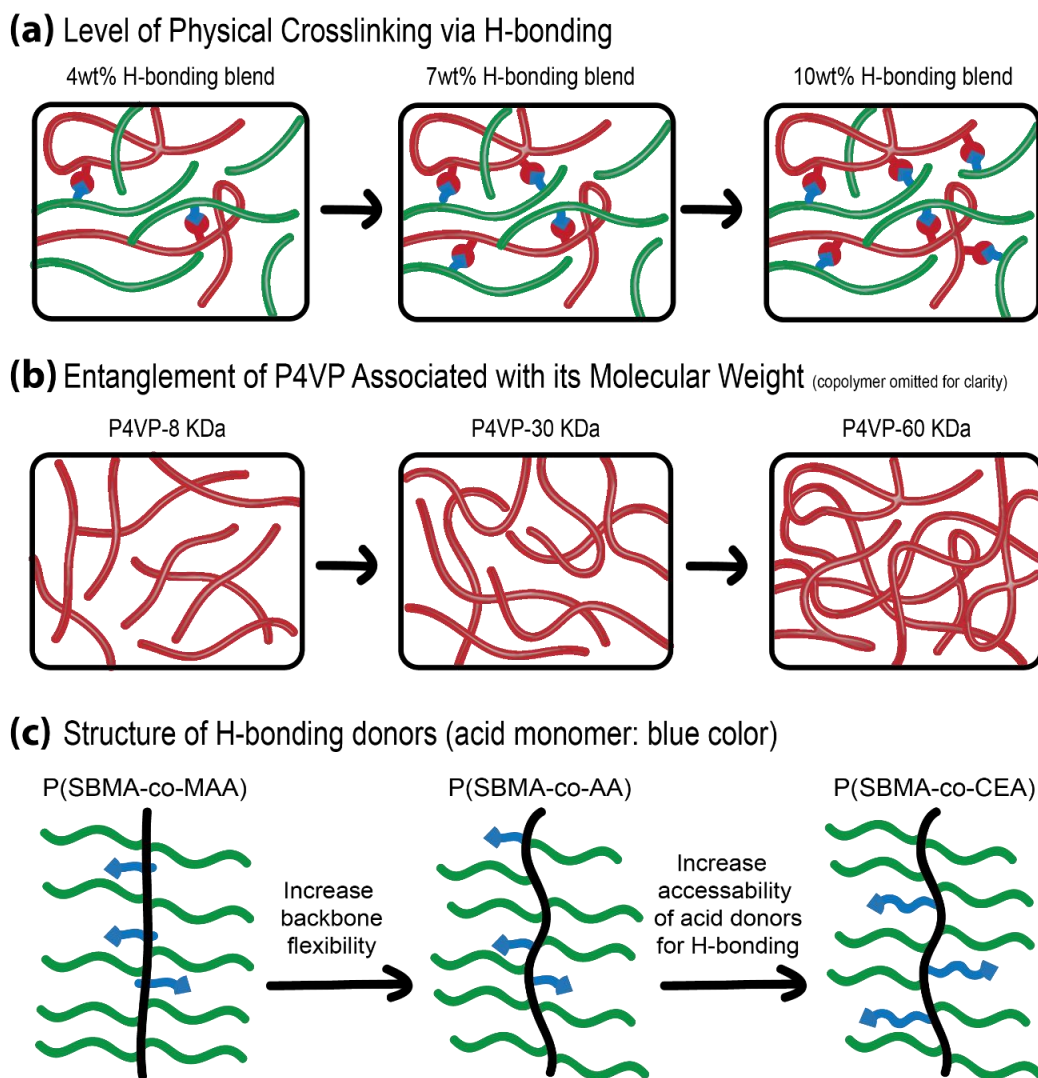 (a) Level of Physical Crosslinking via H-bonding
4wt% H-bonding blend 7wt% H-bonding blend 10wt% H-bonding blend
(b) Entanglement of P4VP Associated with its Molecular Weight (copolymer omitted for clarity)
P4VP-8 KDa P4VP-30 KDa P4VP-60 KDa
(c) Structure of H-bonding donors (acid monomer: blue color)
P(SBMA-co-MAA) P(SBMA-co-AA) P(SBMA-co-CEA)
Increase
backbone
flexibility
Increase
accessability
of acid donors
for H-bonding